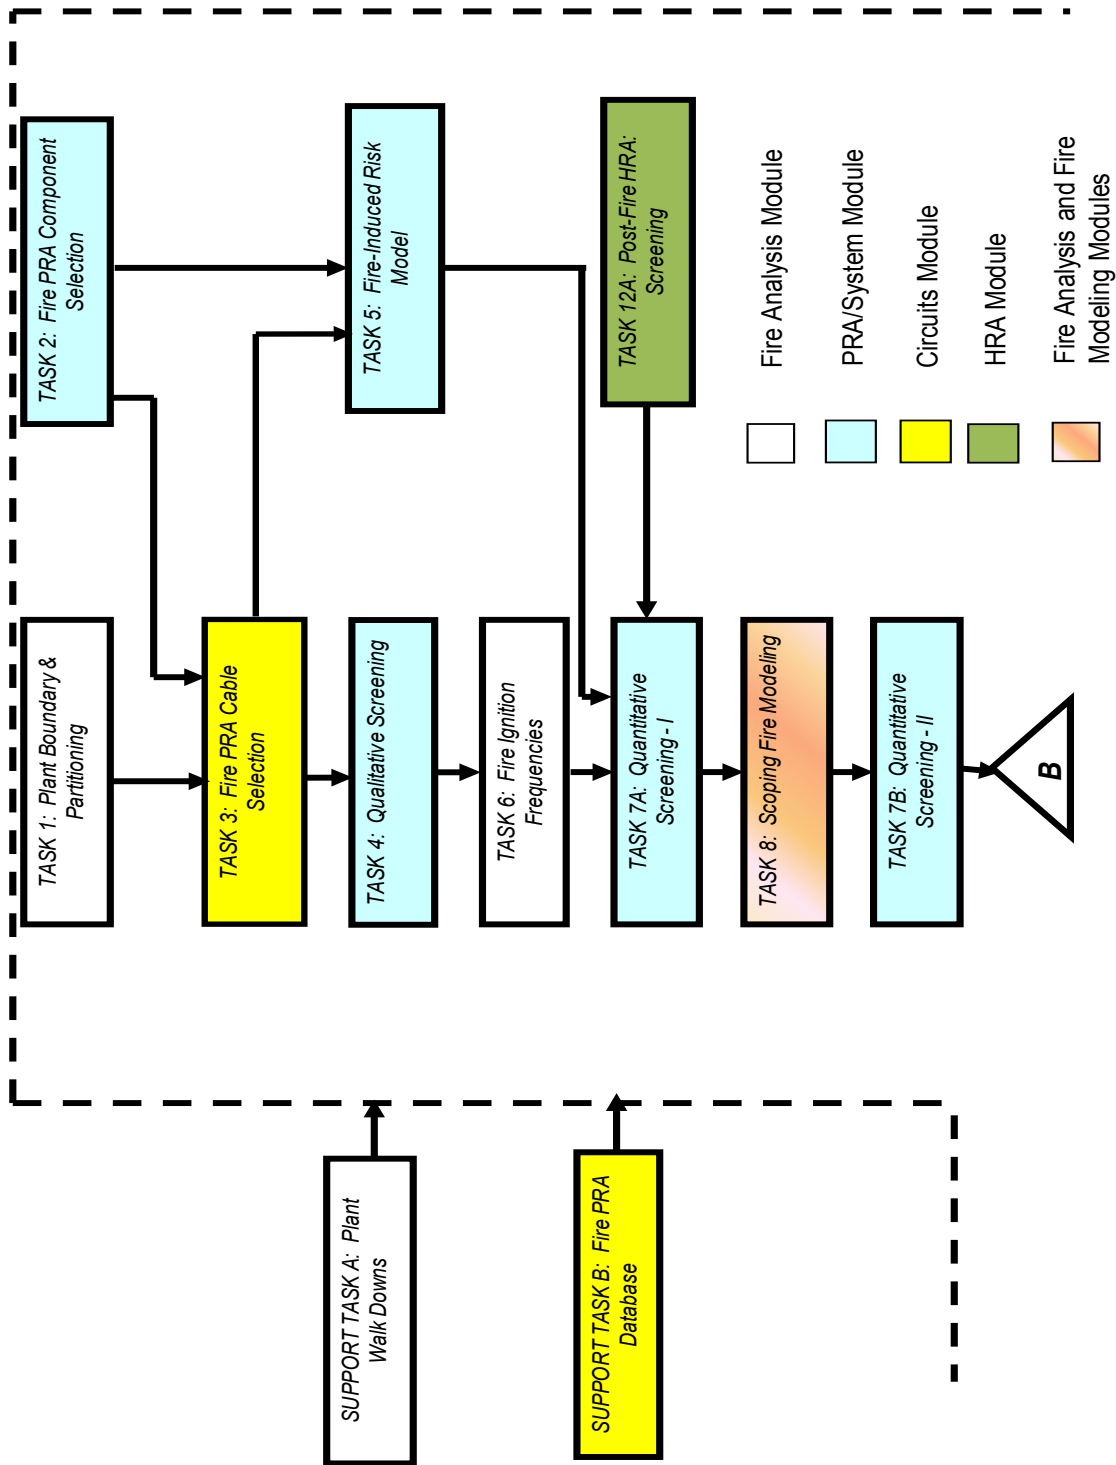 TASK 1: Plant Boundary &
Partitioning
TASK 2: Fire PRA Component
Selection
TASK 3: Fire PRA Cable
Selection
TASK 4: Qualitative Screening
TASK 5: Fire-Induced Risk
Model
SUPPORT TASK A: Plant
Walk Downs
TASK 6: Fire Ignition
Frequencies
SUPPORT TASK B: Fire PRA
Database
TASK 7A: Quantitative
Screening - I
TASK 12A: Post-Fire HRA:
Screening
TASK 8: Scoping Fire Modeling
TASK 7B: Quantitative
Screening - II
B
Fire Analysis Module
PRA/System Module
Circuits Module
HRA Module
Fire Analysis and Fire
Modeling Modules